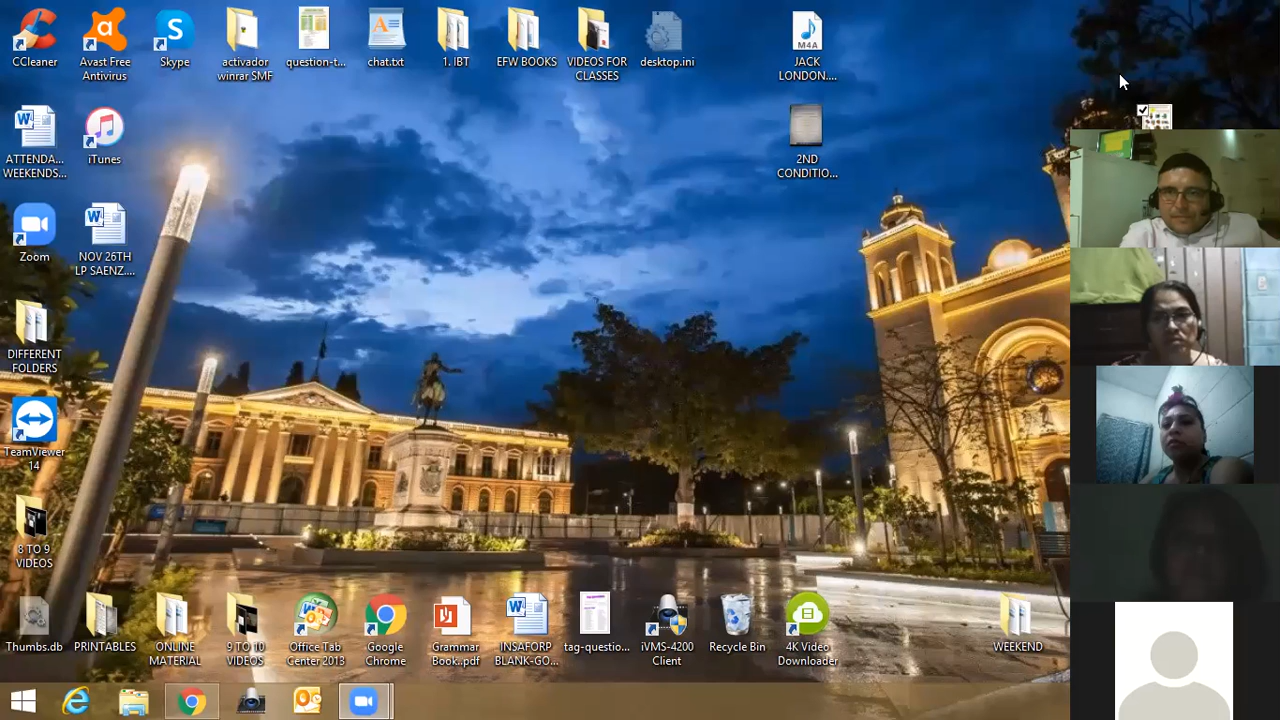 CCleaner
Avast Free
Antivirus
Skype
activador
winrar SMF
question-t...
chat.txt
1. IBT
EFW BOOKS
VIDEOS FOR
CLASSES
desktop.ini
M4A
JACK
LONDON....
ATTENDA...
WEEKENDS...
iTunes
2ND
CONDITIO...
Zoom
NOV 26TH
LP SAENZ....
DIFFERENT
FOLDERS
TeamViewer
14
8 TO 9
VIDEOS
Thumbs.db
PRINTABLES
ONLINE
MATERIAL
9 TO 10
VIDEOS
Office Tab
Center 2013
Google
Chrome
Grammar
Book...pdf
INSAFORP
BLANK-GO...
tag-questio...
iVMS-4200
Client
Recycle Bin
4K Video
Downloader
WEEKEND